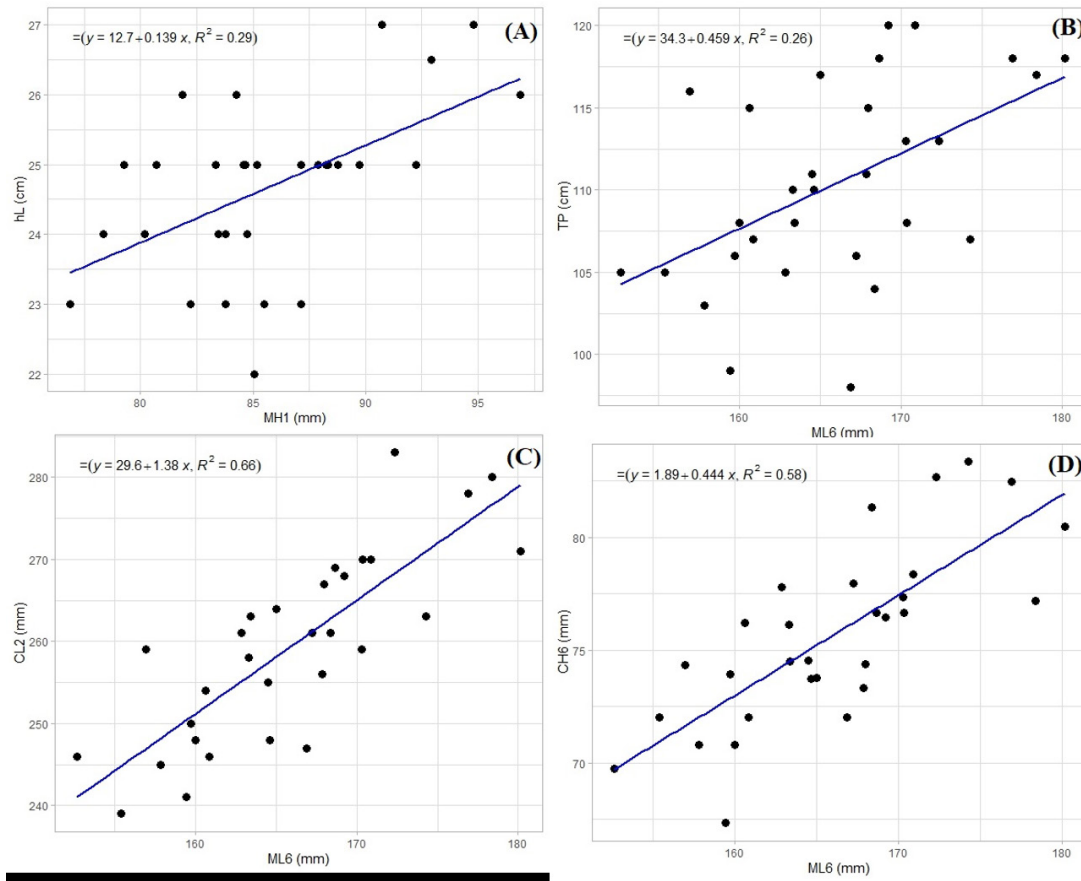 =(y = 12.7+0.139 x, R² = 0.29)
(A)
27
26
25
24
23
22
hL (cm)
80
85
90
95
MH1 (mm)
=(y = 34.3+0.459 x, R² = 0.26)
(B)
120
115
110
105
100
TP (cm)
160
170
180
ML6 (mm)
=(y = 29.6+1.38 x, R² = 0.66)
(C)
280
270
260
250
240
CL2 (mm)
160
170
180
ML6 (mm)
=(y = 1.89+0.444 x, R² = 0.58)
(D)
80
75
70
CH6 (mm)
160
170
180
ML6 (mm)